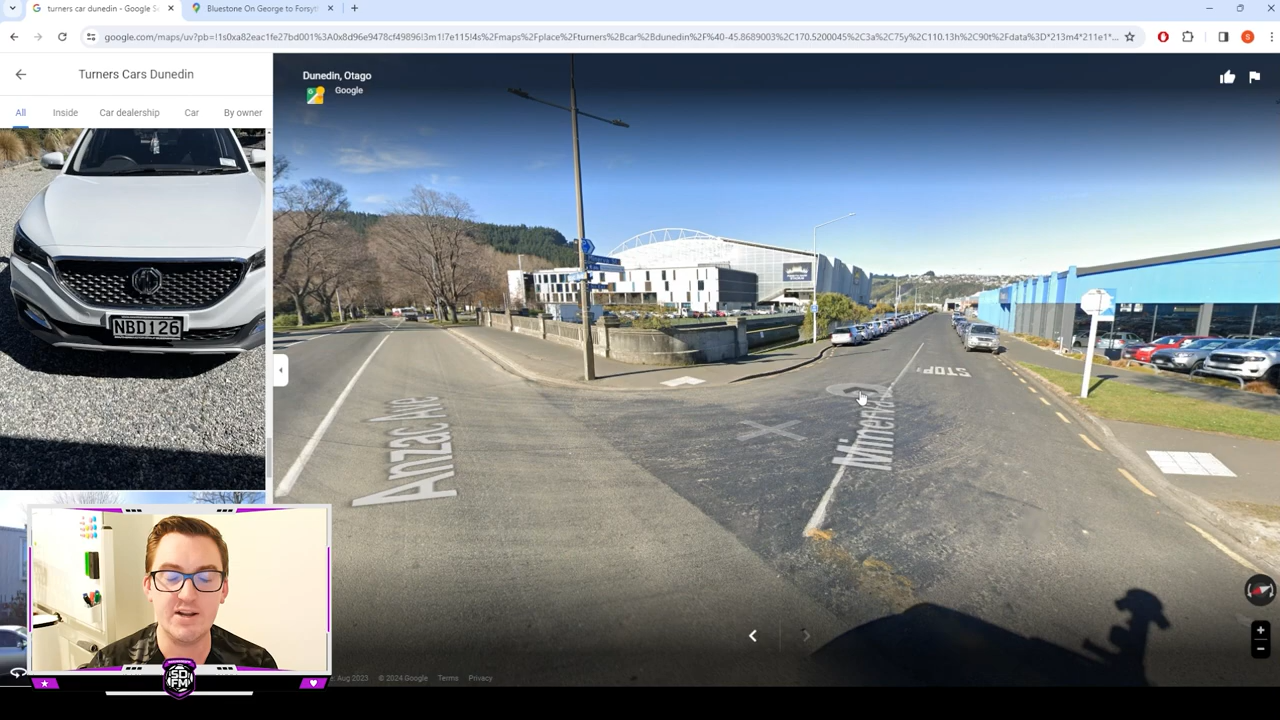 turners car dunedin - Google S
Bluestone On George to Forsyt
google.com/maps/uv?pb=!1s0xa82eac1fe27bd001%3A0x8d96e9478cf49896!3m1!7e115!4s%2Fmaps%2Fplace%2Fturners%2Bcar%2Bdunedin%2F%40-45.8689003%2C170.5200045%2C3a%2C75y%2C110.13h%2C90t%2Fdata%3D*213m4*211e1*...
S
Turners Cars Dunedin
All
Inside
Car dealership
Car
By owner
Dunedin, Otago
Google
NBD126
Anzac Ave
Minerva
SDFM
Aug 2023
© 2024 Google
Terms
Privacy